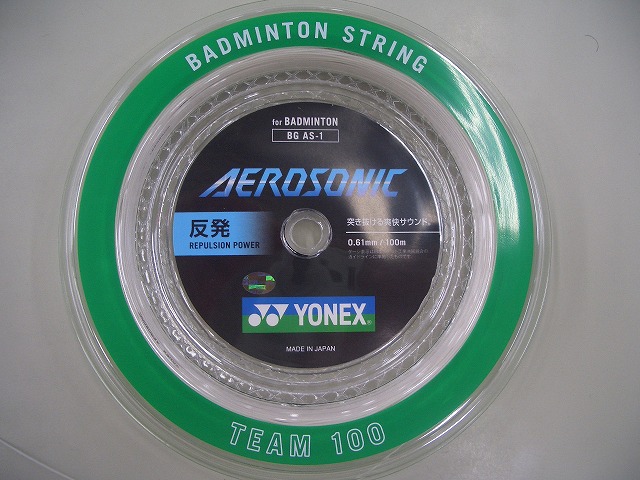 BADMINTON STRING
for BADMINTON
BG AS-1
AEROSONIC
反発
REPULSION POWER
突き抜ける爽快サウンド。
0.61mm / 100m
YONEX®
MADE IN JAPAN
TEAM 100